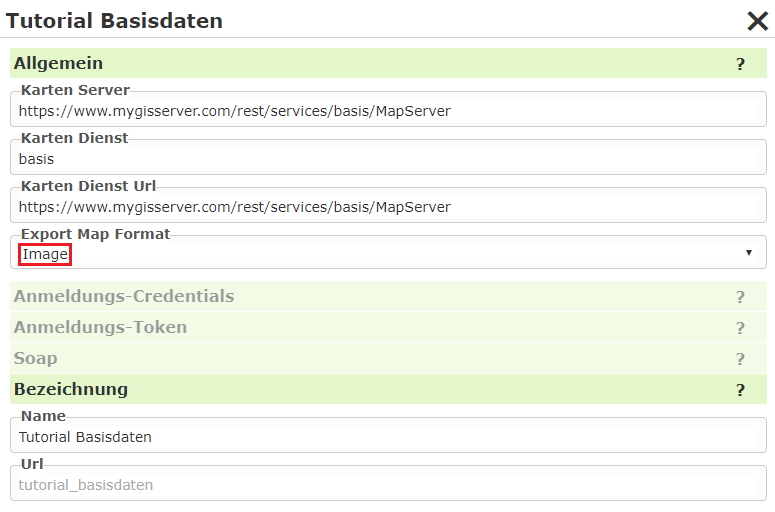 Tutorial Basisdaten
Allgemein ?
Karten Server
https://www.mygisserver.com/rest/services/basis/MapServer
Karten Dienst
basis
Karten Dienst Url
https://www.mygisserver.com/rest/services/basis/MapServer
Export Map Format
Image
Anmeldungs-Credentials ?
Anmeldungs-Token ?
Soap ?
Bezeichnung ?
Name
Tutorial Basisdaten
Url
tutorial_basisdaten